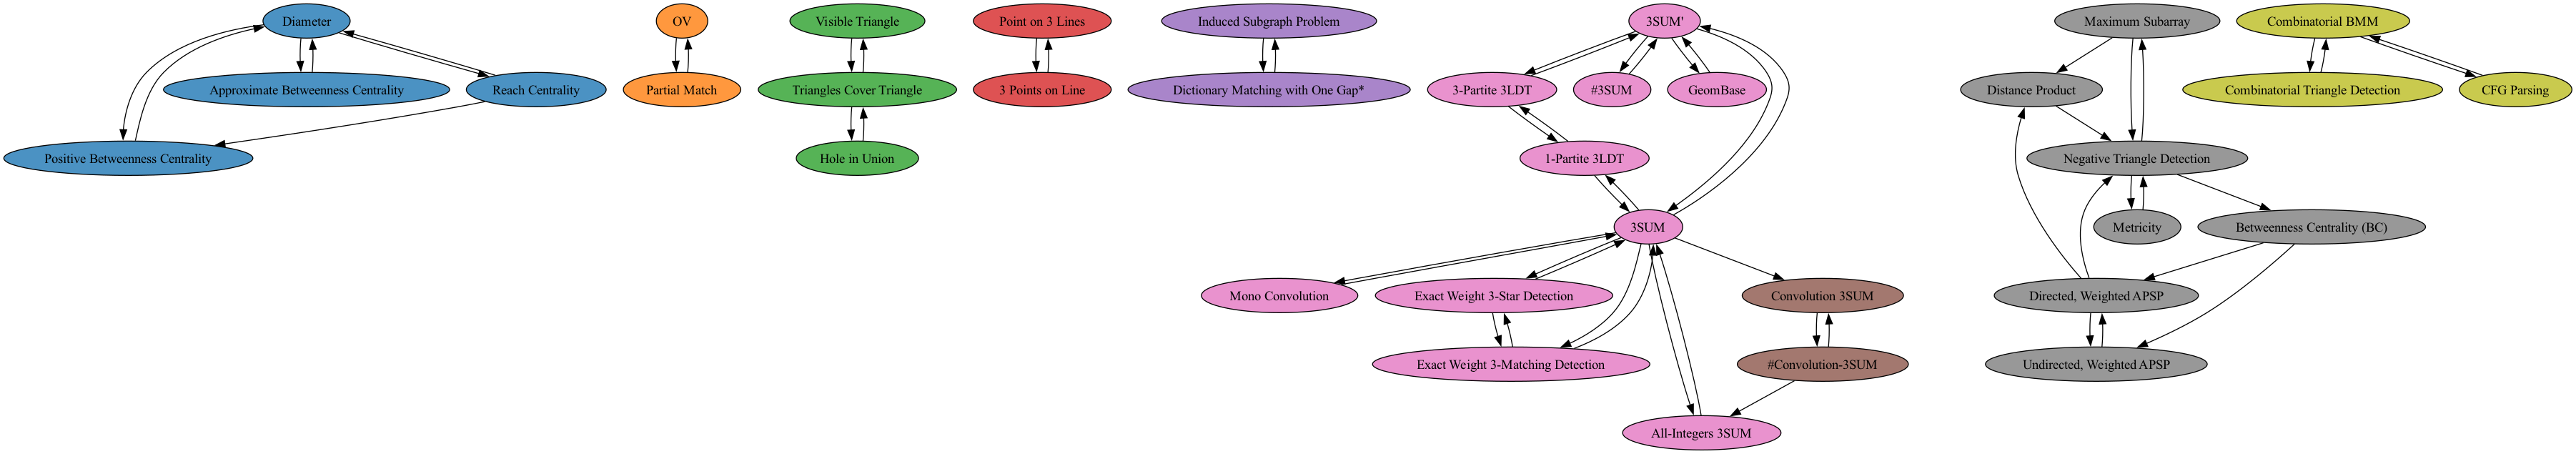 Diameter
OV
Visible Triangle
Point on 3 Lines
Induced Subgraph Problem
3SUM'
Maximum Subarray
Combinatorial BMM
Approximate Betweenness Centrality
Reach Centrality
Partial Match
Triangles Cover Triangle
3 Points on Line
Dictionary Matching with One Gap*
3-Partite 3LDT
#3SUM
GeomBase
Distance Product
Combinatorial Triangle Detection
CFG Parsing
Positive Betweenness Centrality
Hole in Union
1-Partite 3LDT
Negative Triangle Detection
3SUM
Metricity
Betweenness Centrality (BC)
Mono Convolution
Exact Weight 3-Star Detection
Convolution 3SUM
Directed, Weighted APSP
Exact Weight 3-Matching Detection
#Convolution-3SUM
Undirected, Weighted APSP
All-Integers 3SUM